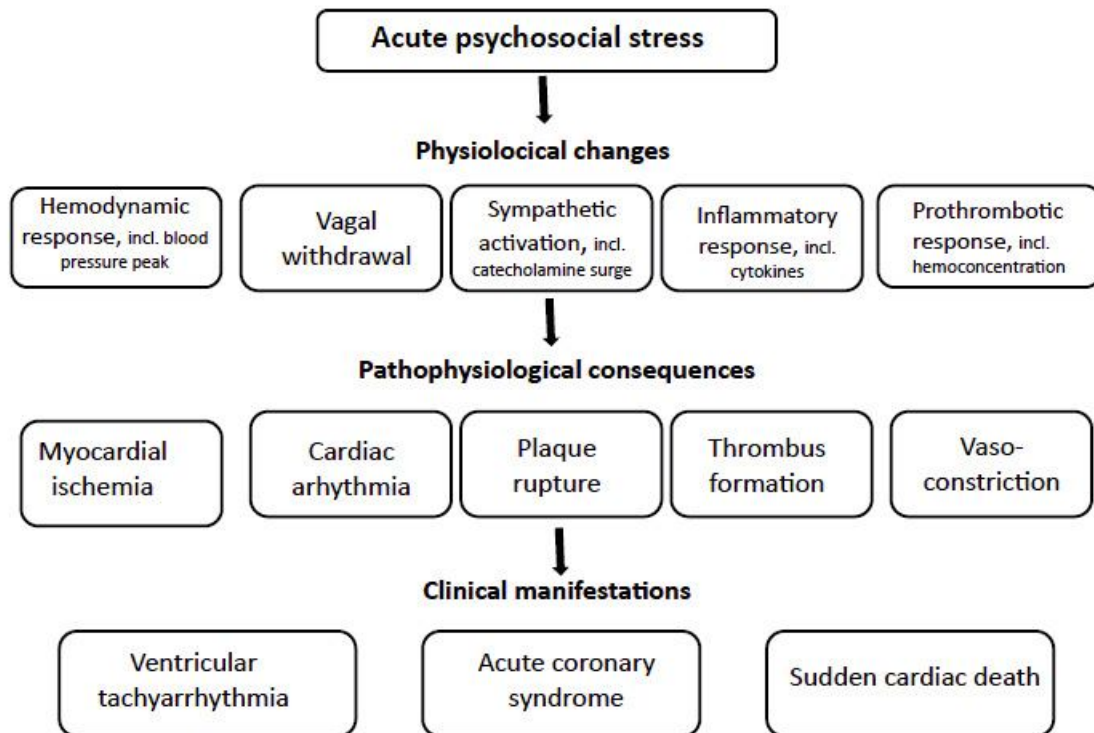 Acute psychosocial stress
Physiolocical changes
Hemodynamic
response, incl. blood
pressure peak
Vagal
withdrawal
Sympathetic
activation, incl.
catecholamine surge
Inflammatory
response, incl.
cytokines
Prothrombotic
response, incl.
hemoconcentration
Pathophysiological consequences
Myocardial
ischemia
Cardiac
arhythmia
Plaque
rupture
Thrombus
formation
Vaso-
constriction
Clinical manifestations
Ventricular
tachyarrhythmia
Acute coronary
syndrome
Sudden cardiac death